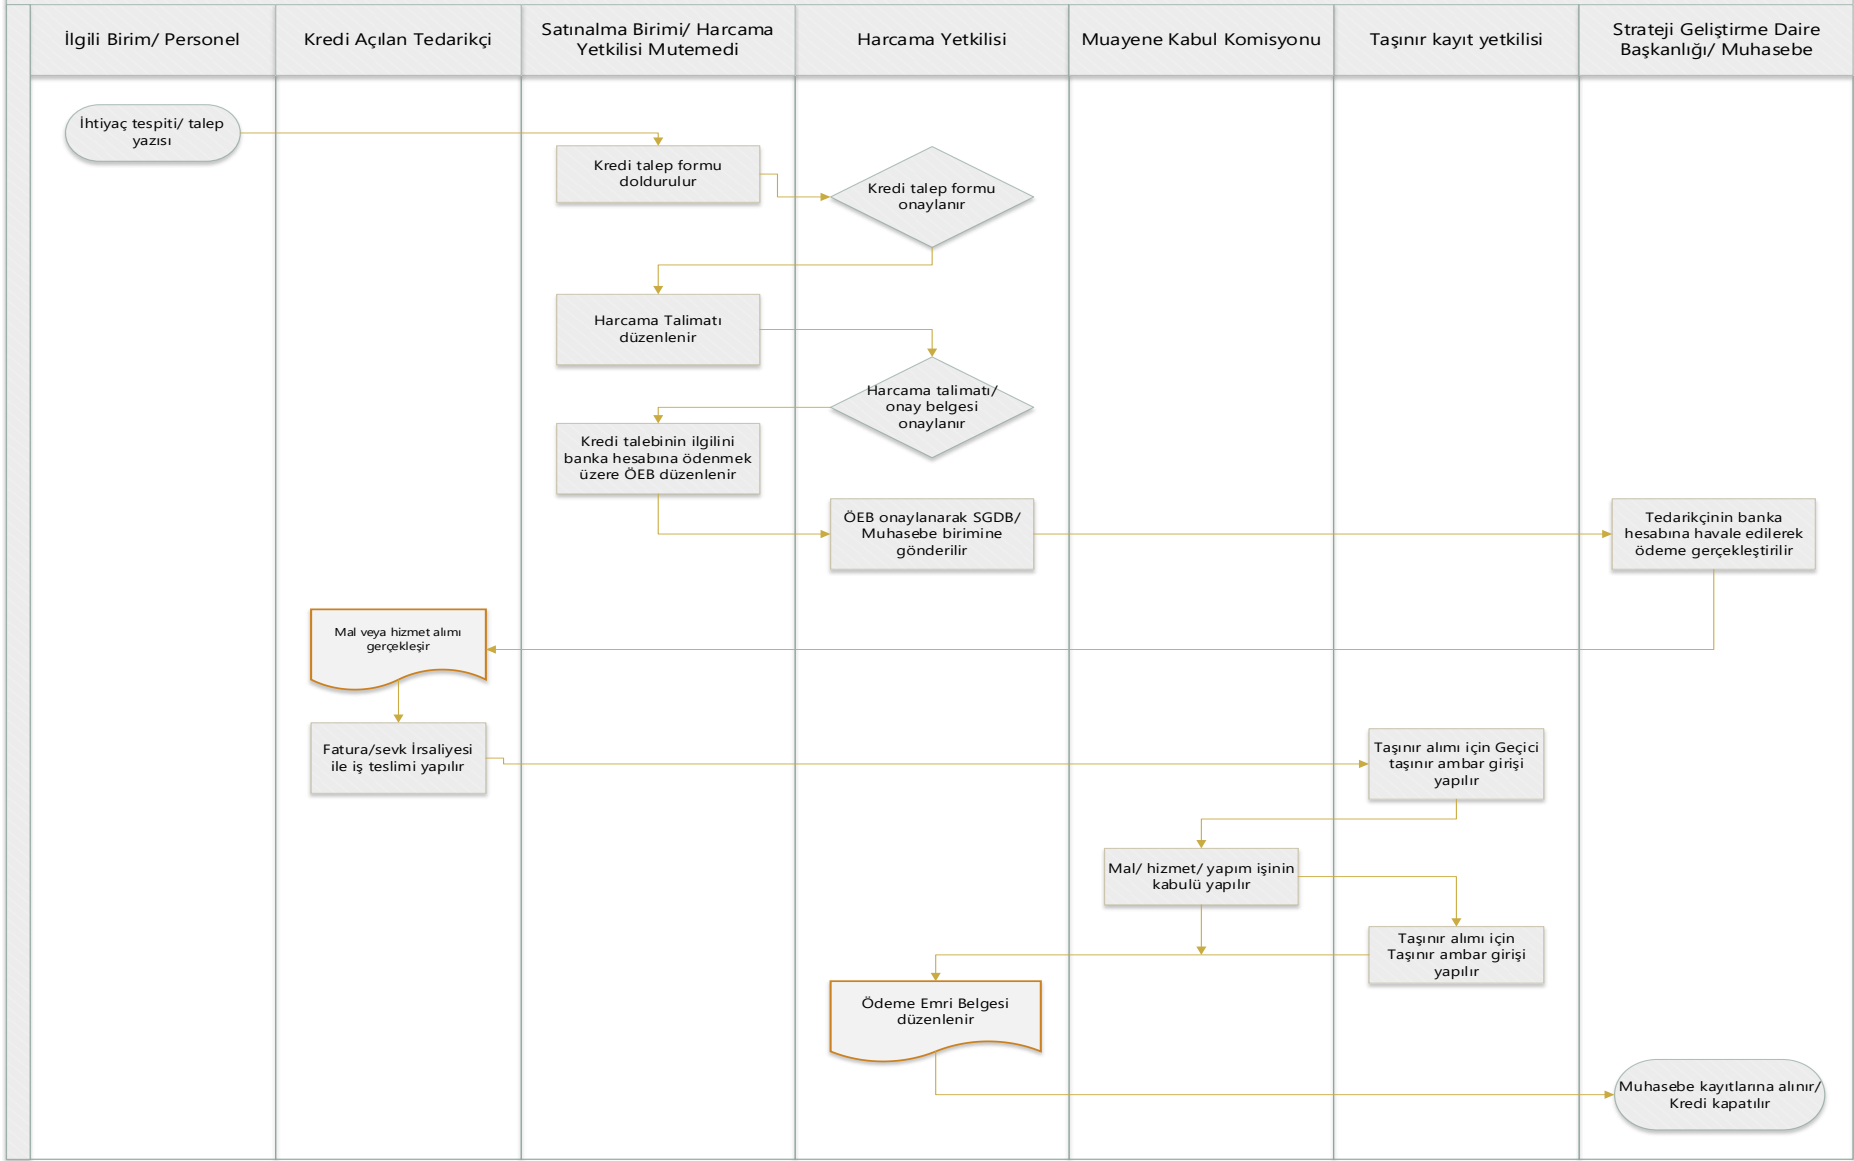 İlgili Birim/ Personel
Kredi Açılan Tedarikçi
Satınalma Birimi/ Harcama
Yetkilisi Mutemedi
Harcama Yetkilisi
Muayene Kabul Komisyonu
Taşınır kayıt yetkilisi
Strateji Geliştirme Daire
Başkanlığı/ Muhasebe
İhtiyaç tespiti/ talep
yazısı
Kredi talep formu
doldurulur
Kredi talep formu
onaylanır
Harcama Talimatı
düzenlenir
Harcama talimatı/
onay belgesi
onaylanır
Kredi talebinin ilgilini
banka hesabına ödenmek
üzere ÖEB düzenlenir
ÖEB onaylanarak SGDB/
Muhasebe birimine
gönderilir
Tedarikçinin banka
hesabına havale edilerek
ödeme gerçekleştirilir
Mal veya hizmet alımı
gerçekleşir
Fatura/sevk İrsaliyesi
ile iş teslimi yapılır
Taşınır alımı için Geçici
taşınır ambar girişi
yapılır
Mal/ hizmet/ yapım işinin
kabulü yapılır
Taşınır alımı için
Taşınır ambar girişi
yapılır
Ödeme Emri Belgesi
düzenlenir
Muhasebe kayıtlarına alınır/
Kredi kapatılır